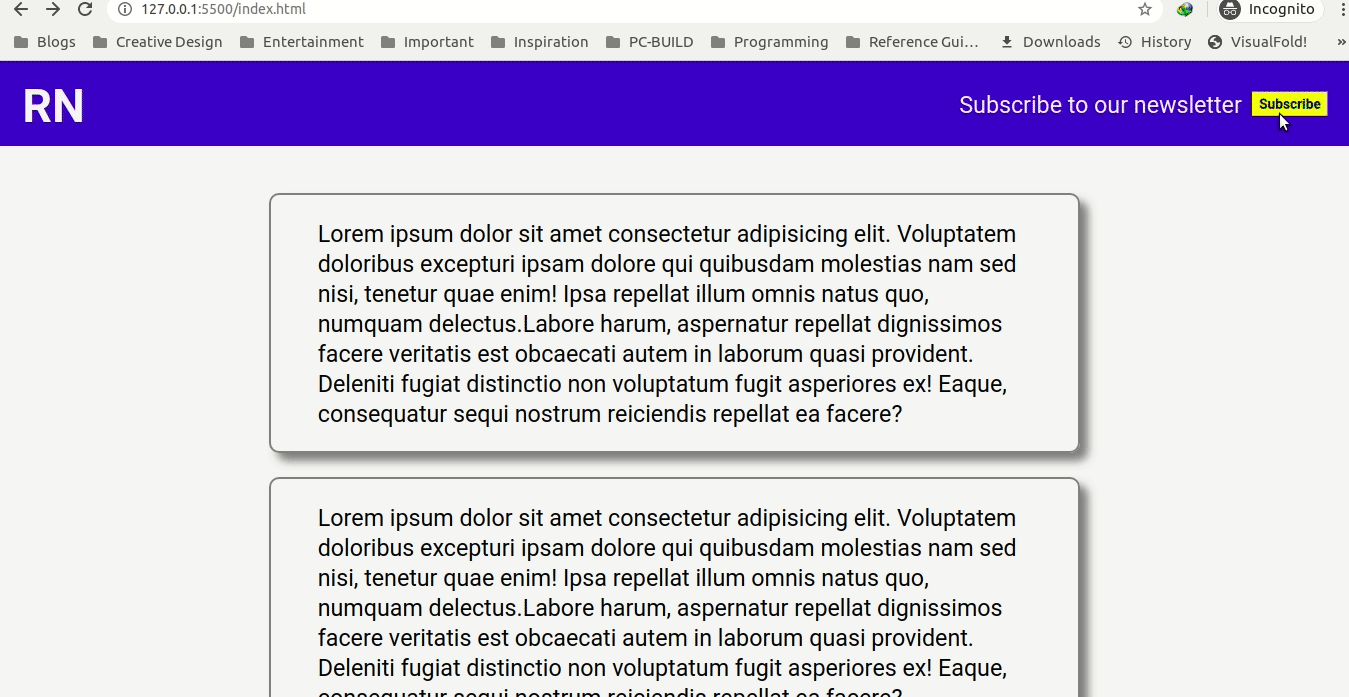 127.0.0.1:5500/index.html
Incognito
Blogs Creative Design Entertainment Important Inspiration PC-BUILD Programming Reference Gui... Downloads History VisualFold! »
RN
Subscribe to our newsletter Subscribe
Lorem ipsum dolor sit amet consectetur adipisicing elit. Voluptatem
doloribus excepturi ipsam dolore qui quibusdam molestias nam sed
nisi, tenetur quae enim! Ipsa repellat illum omnis natus quo,
numquam delectus.Labore harum, aspernatur repellat dignissimos
facere veritatis est obcaecati autem in laborum quasi provident.
Deleniti fugiat distinctio non voluptatum fugit asperiores ex! Eaque,
consequatur sequi nostrum reiciendis repellat ea facere?
Lorem ipsum dolor sit amet consectetur adipisicing elit. Voluptatem
doloribus excepturi ipsam dolore qui quibusdam molestias nam sed
nisi, tenetur quae enim! Ipsa repellat illum omnis natus quo,
numquam delectus.Labore harum, aspernatur repellat dignissimos
facere veritatis est obcaecati autem in laborum quasi provident.
Deleniti fugiat distinctio non voluptatum fugit asperiores ex! Eaque,
consequatur sequi nostrum reiciendis repellat ea facere?